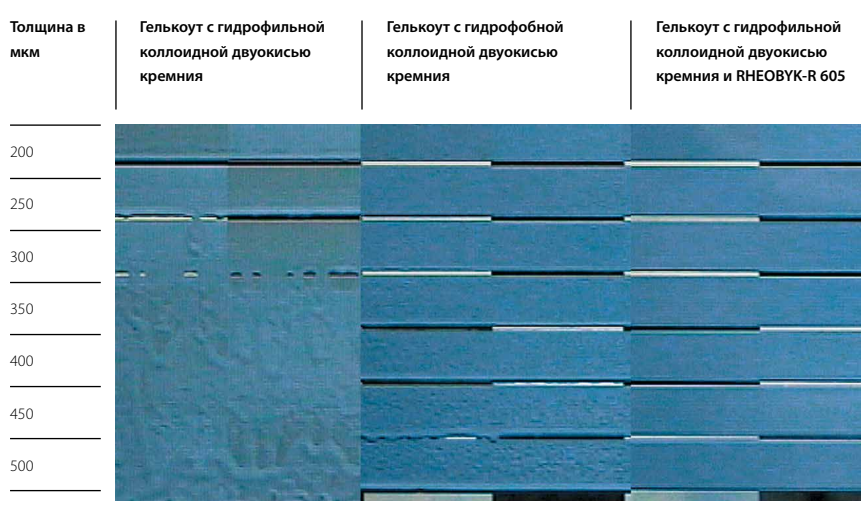 Толщина в
мкм
Гелькоут с гидрофильной
коллоидной двуокисью
кремния
Гелькоут с гидрофобной
коллоидной двуокисью
кремния
Гелькоут с гидрофильной
коллоидной двуокисью
кремния и RHEOBYK-R 605
200
250
300
350
400
450
500